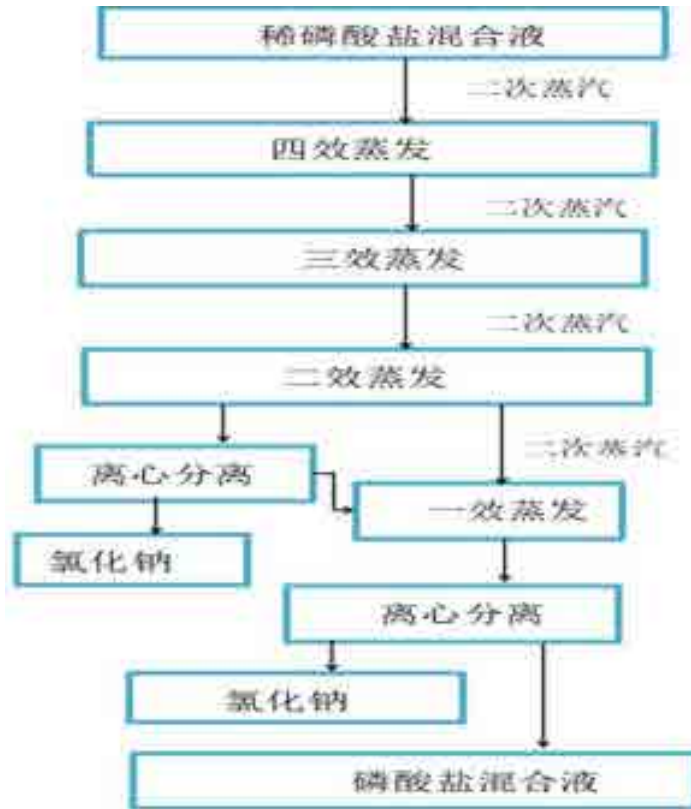 稀磷酸盐混合液
二次蒸汽
四效蒸发
二次蒸汽
三效蒸发
二次蒸汽
二效蒸发
二次蒸汽
离心分离
一效蒸发
氯化钠
离心分离
氯化钠
磷酸盐混合液